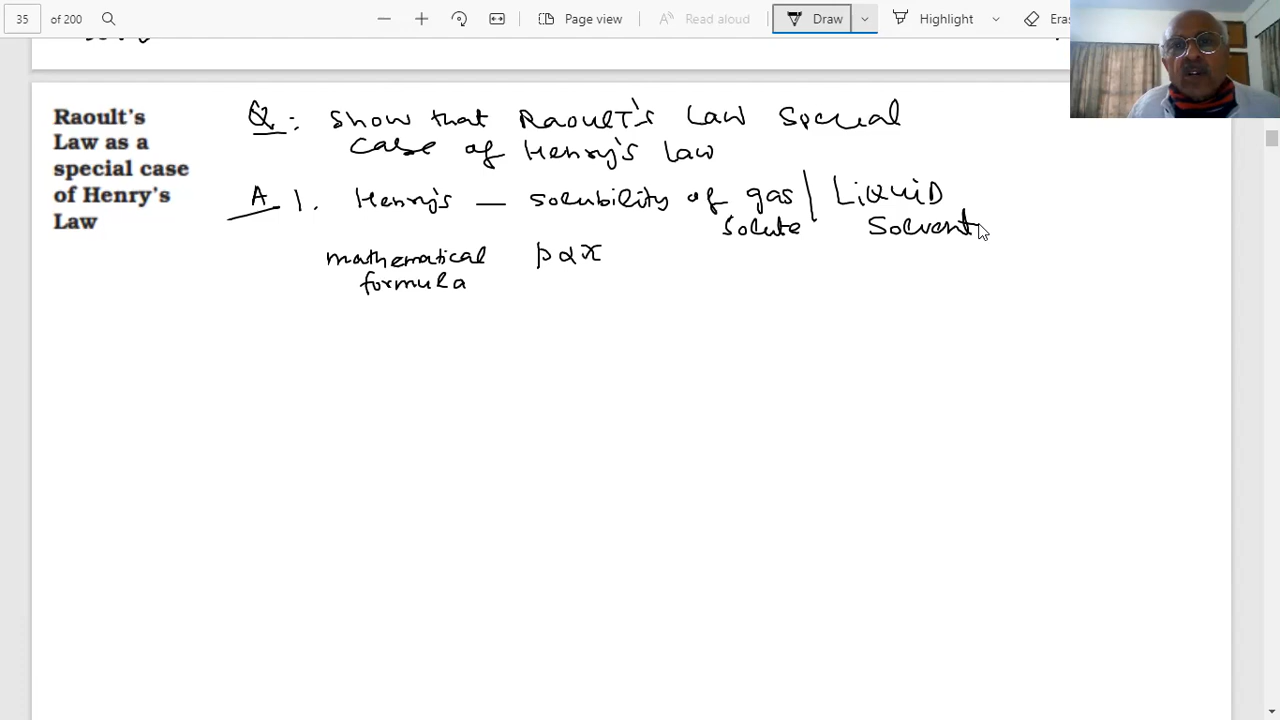 35 of 200 Page view Read aloud Draw Highlight Eras
Raoult's
Law as a
special case
of Henry's
Law
Q: Show that RaoulT's Law Special
Case of Henry's law
A 1. Henry's — solubility of gas | LiquiD
solute Solvent
mathematical p α x
formula